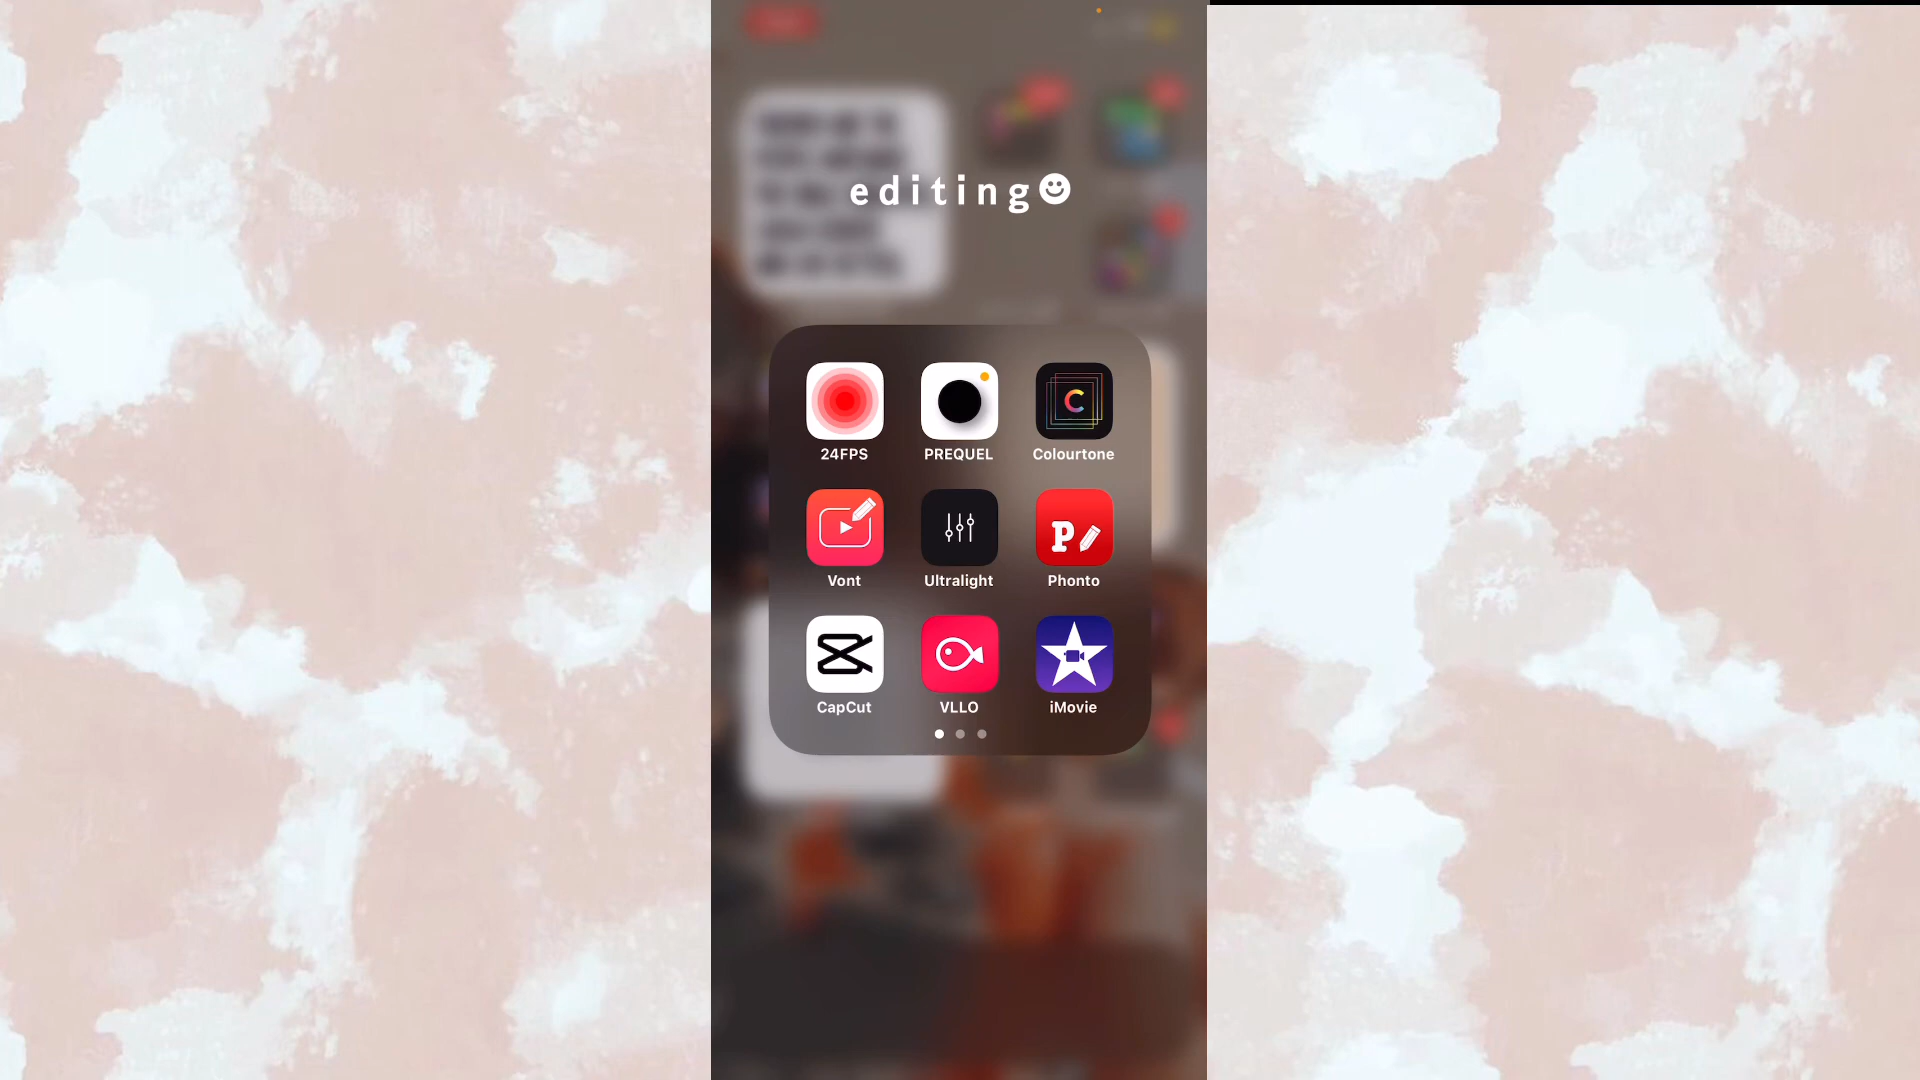 editing☻
24FPS
PREQUEL
Colourtone
Vont
Ultralight
Phonto
CapCut
VLLO
iMovie